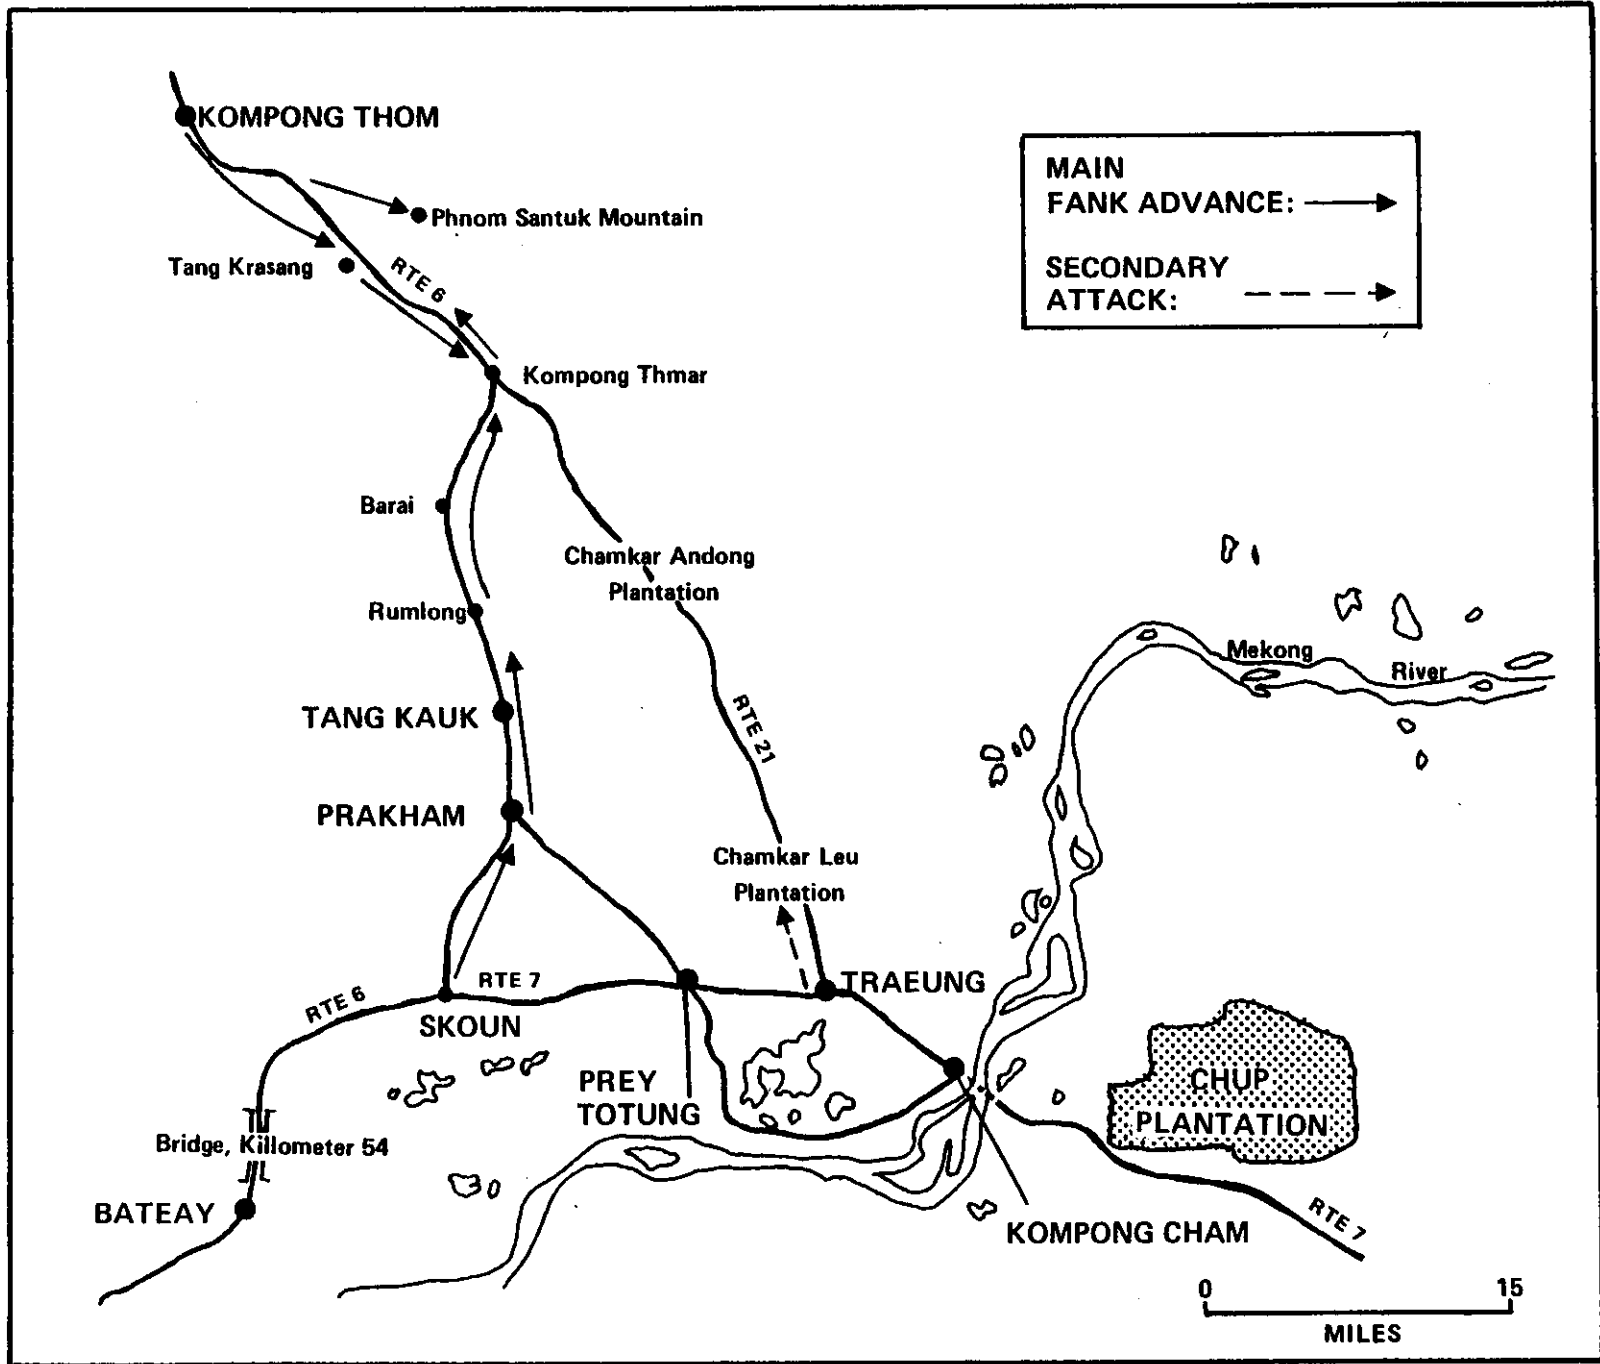 KOMPONG THOM
MAIN
FANK ADVANCE:
SECONDARY
ATTACK:
Phnom Santuk Mountain
Tang Krasang
RTE 6
Kompong Thmar
Barai
Chamkar Andong
Plantation
Rumlong
Mekong
River
TANG KAUK
RTE 21
PRAKHAM
Chamkar Leu
Plantation
RTE 7
TRAEUNG
RTE 6
SKOUN
PREY
TOTUNG
CHUP
PLANTATION
Bridge, Killometer 54
BATEAY
KOMPONG CHAM
RTE 7
0 15
MILES